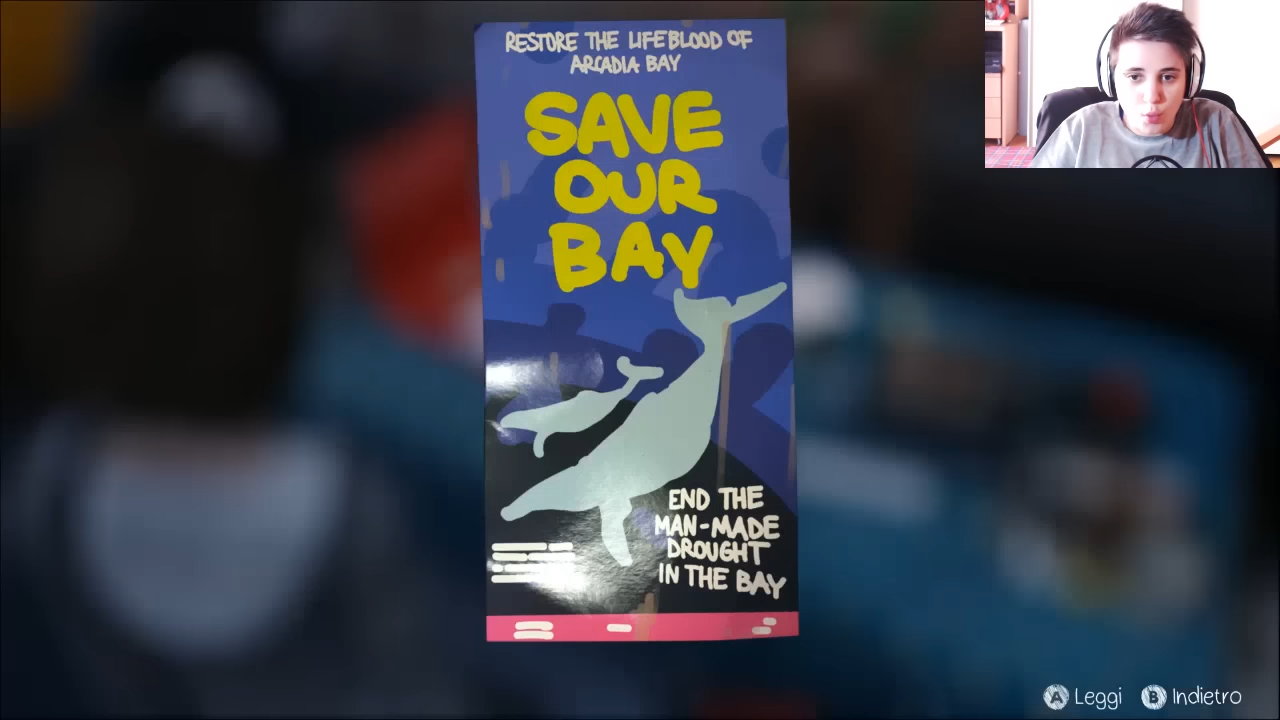 RESTORE THE LIFEBLOOD OF
ARCADIA BAY
SAVE
OUR
BAY
END THE
MAN-MADE
DROUGHT
IN THE BAY
A Leggi B Indietro